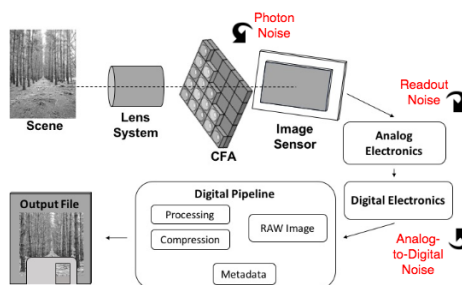 Photon
Noise
Scene
Lens
System
CFA
Image
Sensor
Readout
Noise
Analog
Electronics
Digital Electronics
Analog-
to-Digital
Noise
Digital Pipeline
Processing
Compression
RAW Image
Metadata
Output File